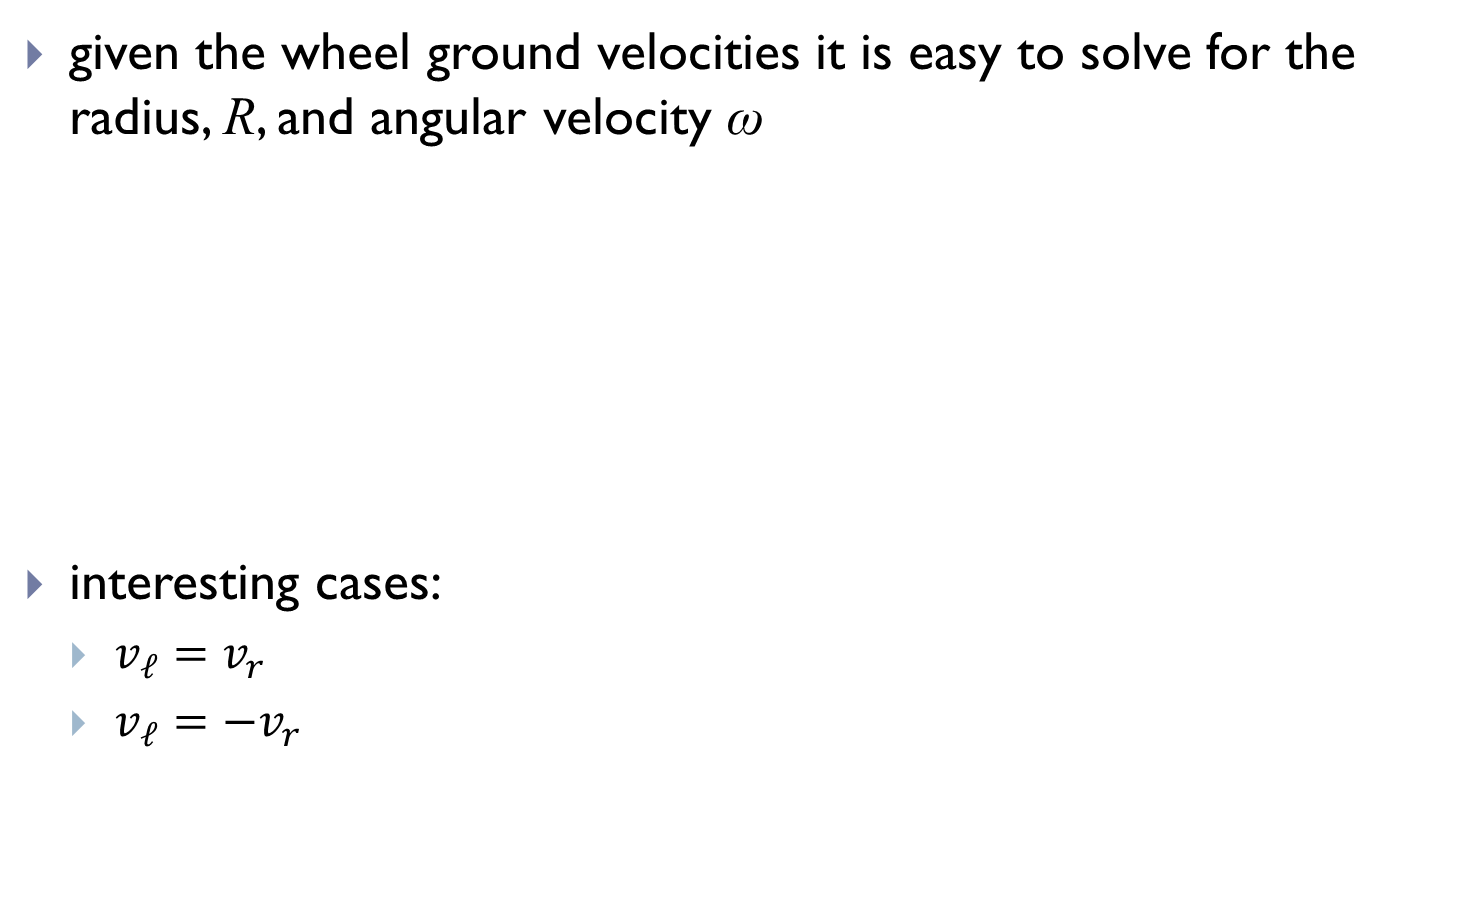 given the wheel ground velocities it is easy to solve for the
radius, R, and angular velocity ω
interesting cases:
vℓ = vr
vℓ = −vr